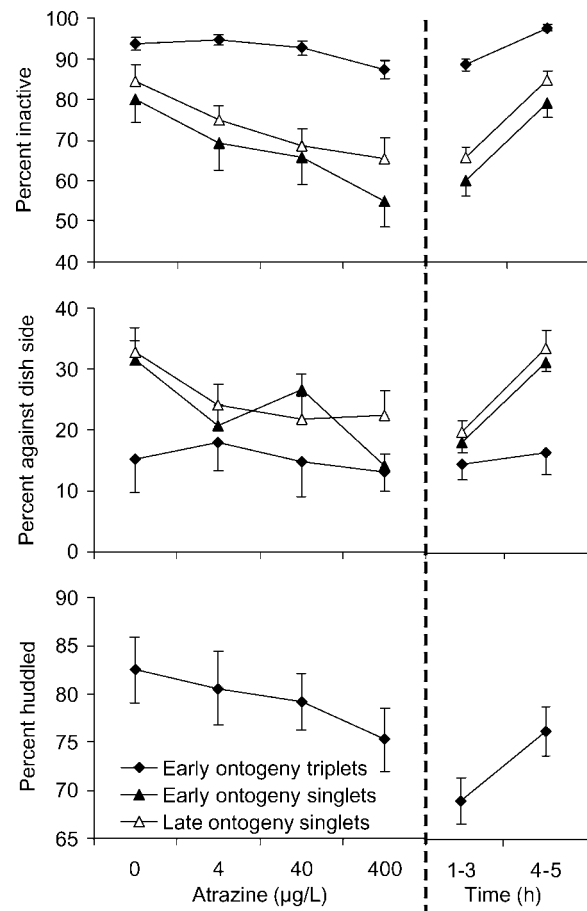 Percent inactive
100
90
80
70
60
50
40
Percent against dish side
40
30
20
10
0
Percent huddled
90
85
80
75
70
65
Early ontogeny triplets
Early ontogeny singlets
Late ontogeny singlets
0 4 40 400 1-3 4-5
Atrazine (µg/L) Time (h)